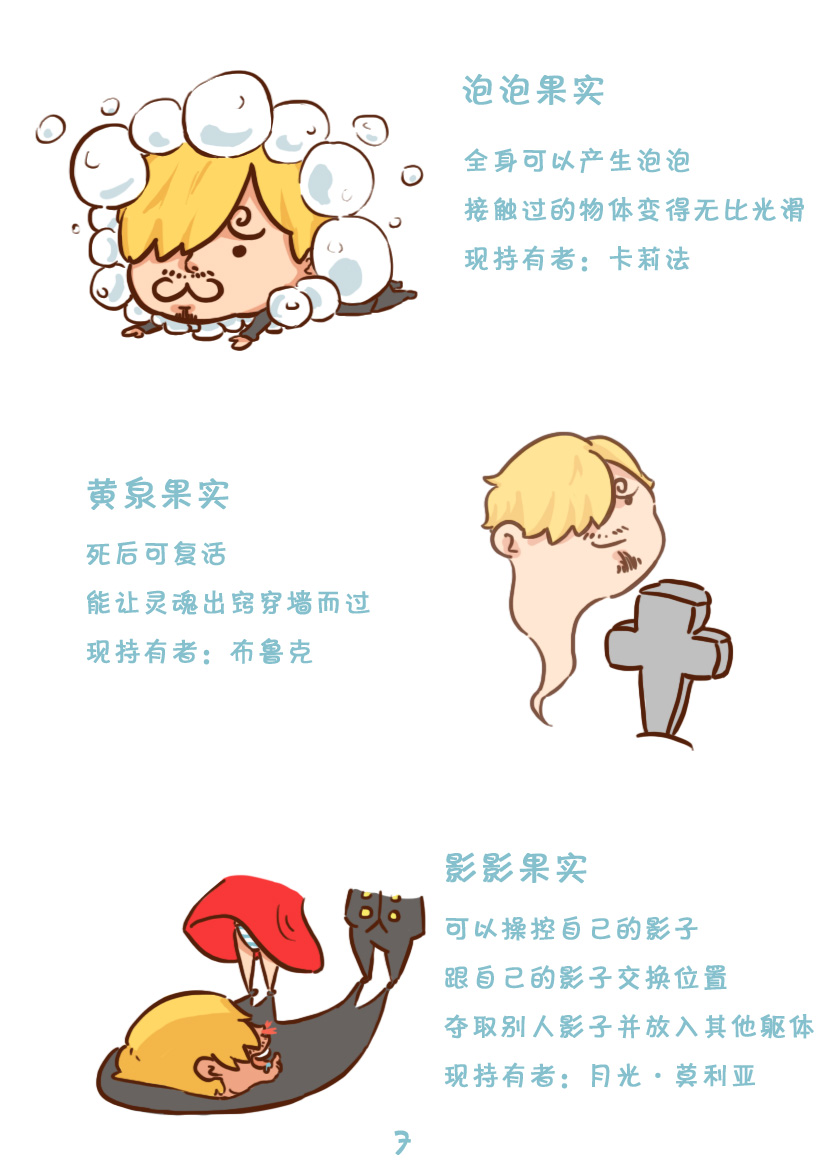 泡泡果实
全身可以产生泡泡
接触过的物体变得无比光滑
现持有者：卡莉法
黄泉果实
死后可复活
能让灵魂出窍穿墙而过
现持有者：布鲁克
影影果实
可以操控自己的影子
跟自己的影子交换位置
夺取别人影子并放入其他躯体
现持有者：月光·莫利亚
7